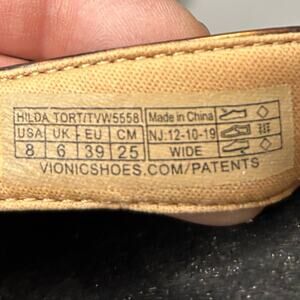 HILDA TORT/TVW5558 Made in China
USA UK - EU CM NJ:12-10-19
8 6 39 25 WIDE
VIONICSHOES.COM/PATENTS